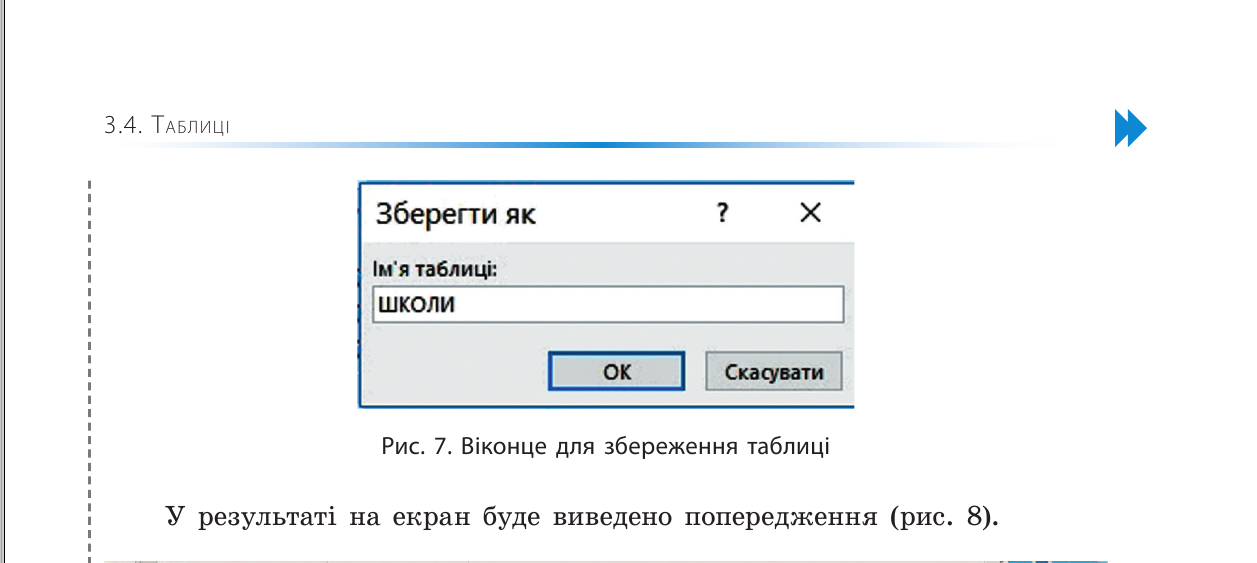 3.4. Таблиці
Зберегти як ?
Ім'я таблиці:
ШКОЛИ
ОК Скасувати
Рис. 7. Віконце для збереження таблиці
У результаті на екран буде виведено попередження (рис. 8).